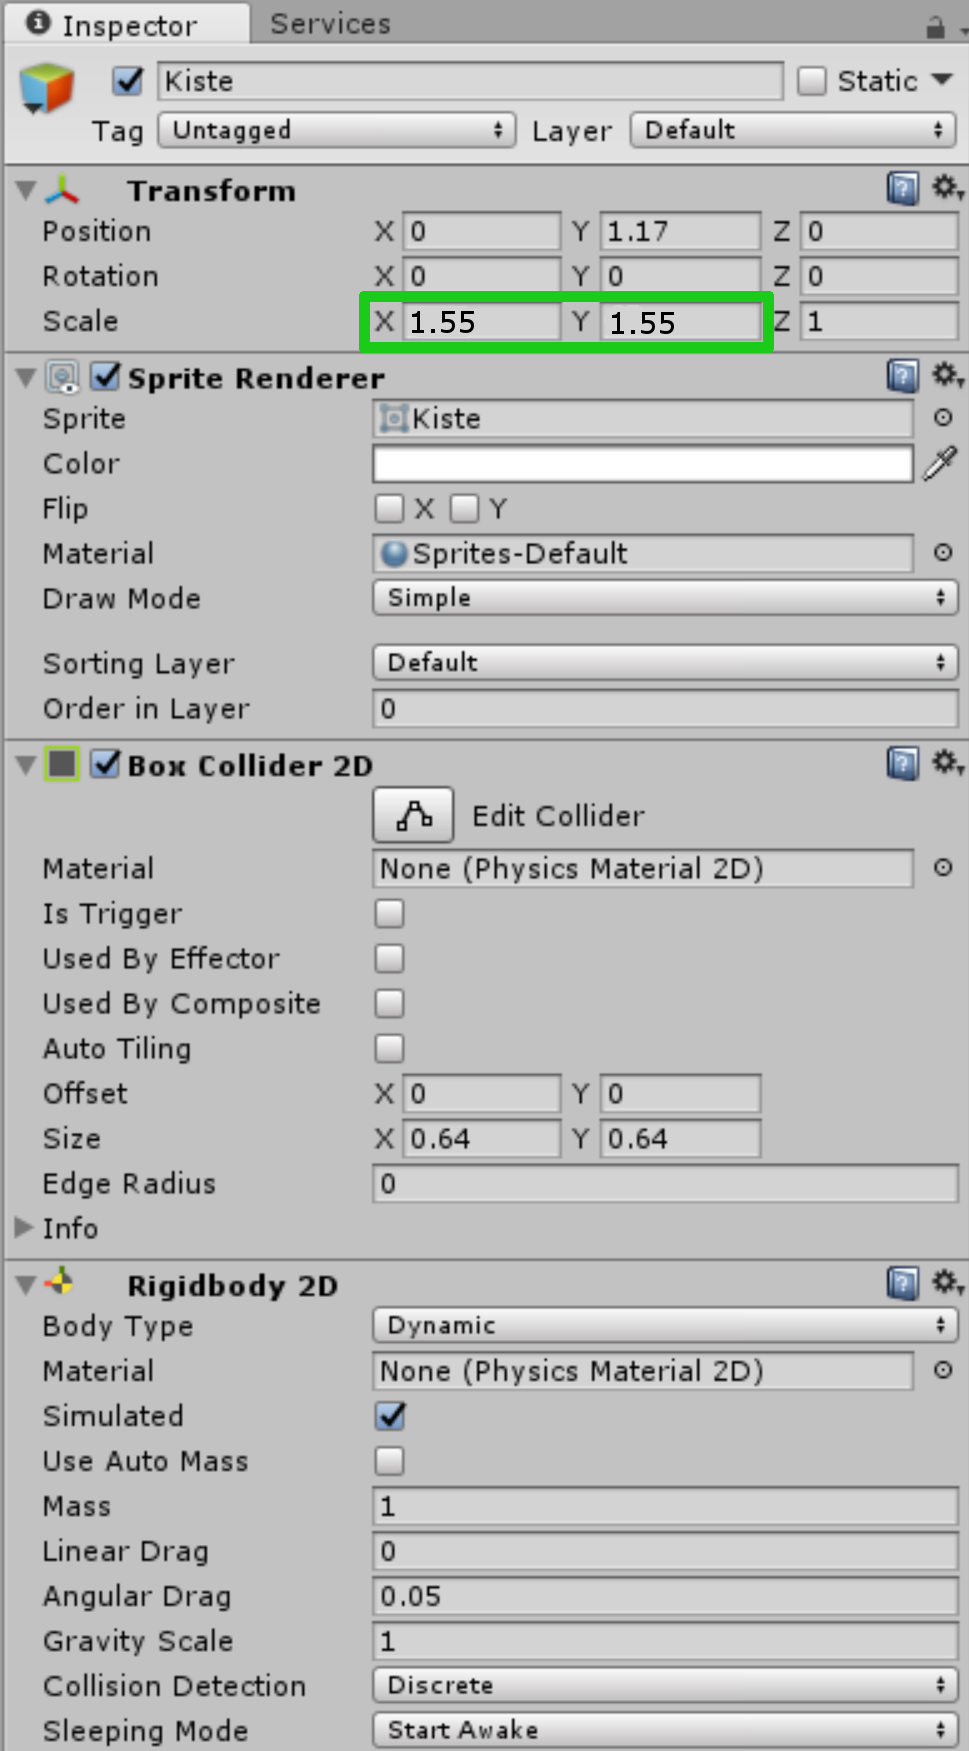 Inspector Services
Kiste Static
Tag Untagged Layer Default
Transform
Position X 0 Y 1.17 Z 0
Rotation X 0 Y 0 Z 0
Scale X 1.55 Y 1.55 Z 1
Sprite Renderer
Sprite Kiste
Color
Flip X Y
Material Sprites-Default
Draw Mode Simple
Sorting Layer Default
Order in Layer 0
Box Collider 2D
Edit Collider
Material None (Physics Material 2D)
Is Trigger
Used By Effector
Used By Composite
Auto Tiling
Offset X 0 Y 0
Size X 0.64 Y 0.64
Edge Radius 0
Info
Rigidbody 2D
Body Type Dynamic
Material None (Physics Material 2D)
Simulated
Use Auto Mass
Mass 1
Linear Drag 0
Angular Drag 0.05
Gravity Scale 1
Collision Detection Discrete
Sleeping Mode Start Awake